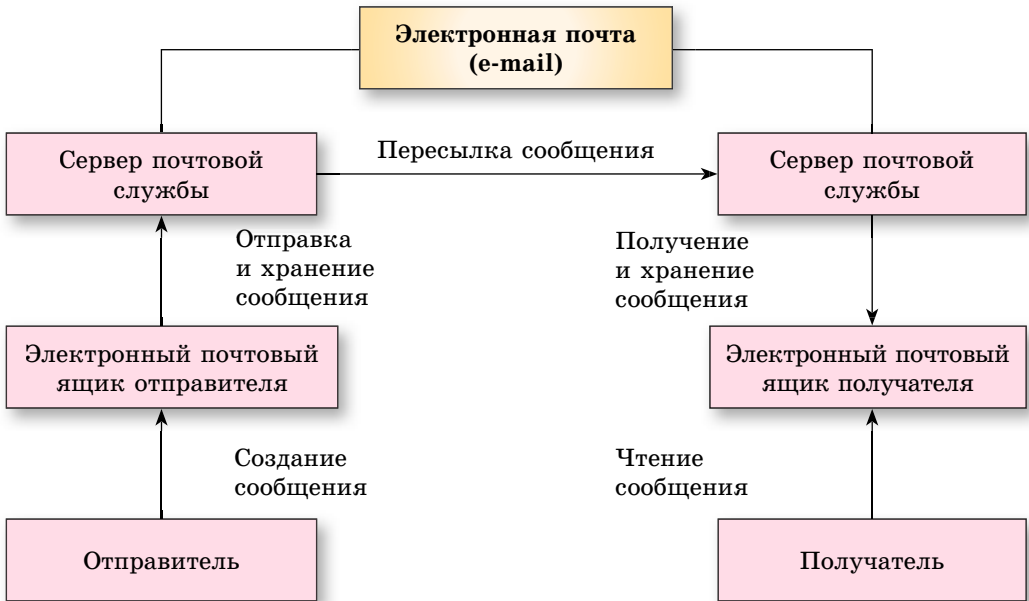 Электронная почта
(e-mail)
Сервер почтовой
службы
Пересылка сообщения
Сервер почтовой
службы
Отправка
и хранение
сообщения
Получение
и хранение
сообщения
Электронный почтовый
ящик отправителя
Электронный почтовый
ящик получателя
Создание
сообщения
Чтение
сообщения
Отправитель
Получатель